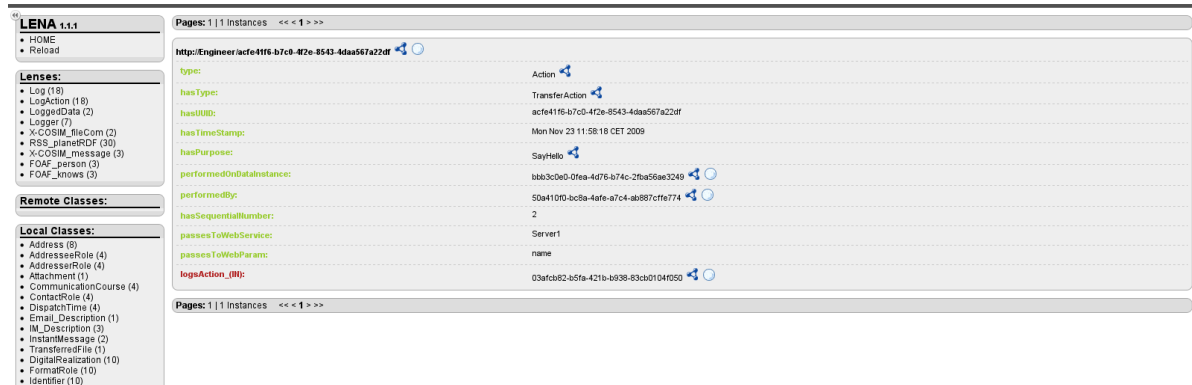 LENA 1.1.1
• HOME
• Reload
Lenses:
• Log (18)
• LogAction (18)
• LoggedData (2)
• Logger (7)
• X-COSIM_fileCom (2)
• RSS_planetRDF (30)
• X-COSIM_message (3)
• FOAF_person (3)
• FOAF_knows (3)
Remote Classes:
Local Classes:
• Address (8)
• AddresseeRole (4)
• AddresserRole (4)
• Attachment (1)
• CommunicationCourse (4)
• ContactRole (4)
• DispatchTime (4)
• Email_Description (1)
• IM_Description (3)
• InstantMessage (2)
• TransferredFile (1)
• DigitalRealization (10)
• FormatRole (10)
• Identifier (10)
Pages: 1 | 1 Instances << < 1 > >>
http://Engineer/acfe41f6-b7c0-4f2e-8543-4daa567a22df
type: Action
hasType: TransferAction
hasUUID: acfe41f6-b7c0-4f2e-8543-4daa567a22df
hasTimeStamp: Mon Nov 23 11:58:18 CET 2009
hasPurpose: SayHello
performedOnDataInstance: bbb3c0e0-0fea-4d76-b74c-2fba56ae3249
performedBy: 50a410f0-bc8a-4afe-a7c4-ab887cffe774
hasSequentialNumber: 2
passesToWebService: Server1
passesToWebParam: name
logsAction_(IN): 03afcb82-b5fa-421b-b938-83cb0104f050
Pages: 1 | 1 Instances << < 1 > >>